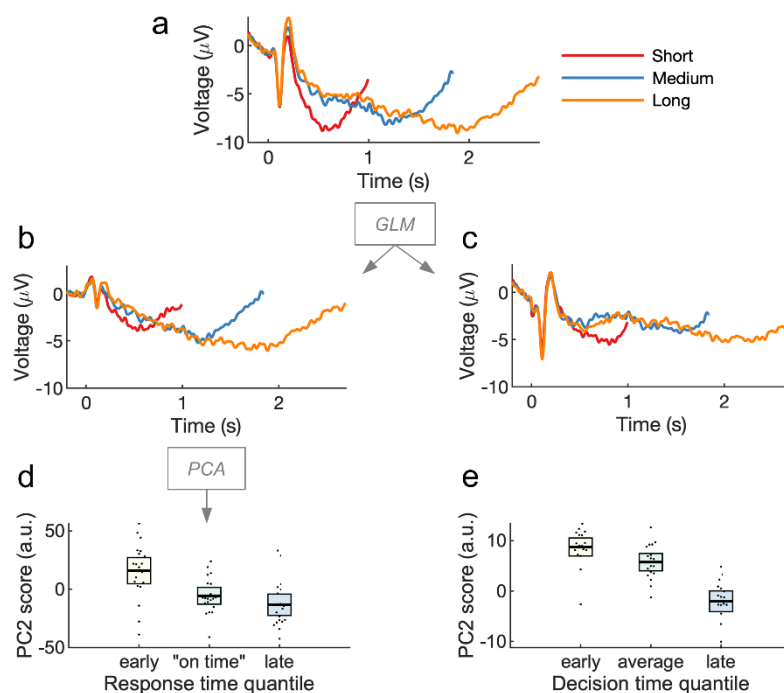 a
Voltage (μV)
0
-5
-10
0
1
2
Time (s)
Short
Medium
Long
GLM
b
Voltage (μV)
0
-5
-10
0
1
2
Time (s)
c
Voltage (μV)
0
-5
-10
0
1
2
Time (s)
PCA
d
PC2 score (a.u.)
50
0
-50
early
"on time"
late
Response time quantile
e
PC2 score (a.u.)
10
0
-10
early
average
late
Decision time quantile